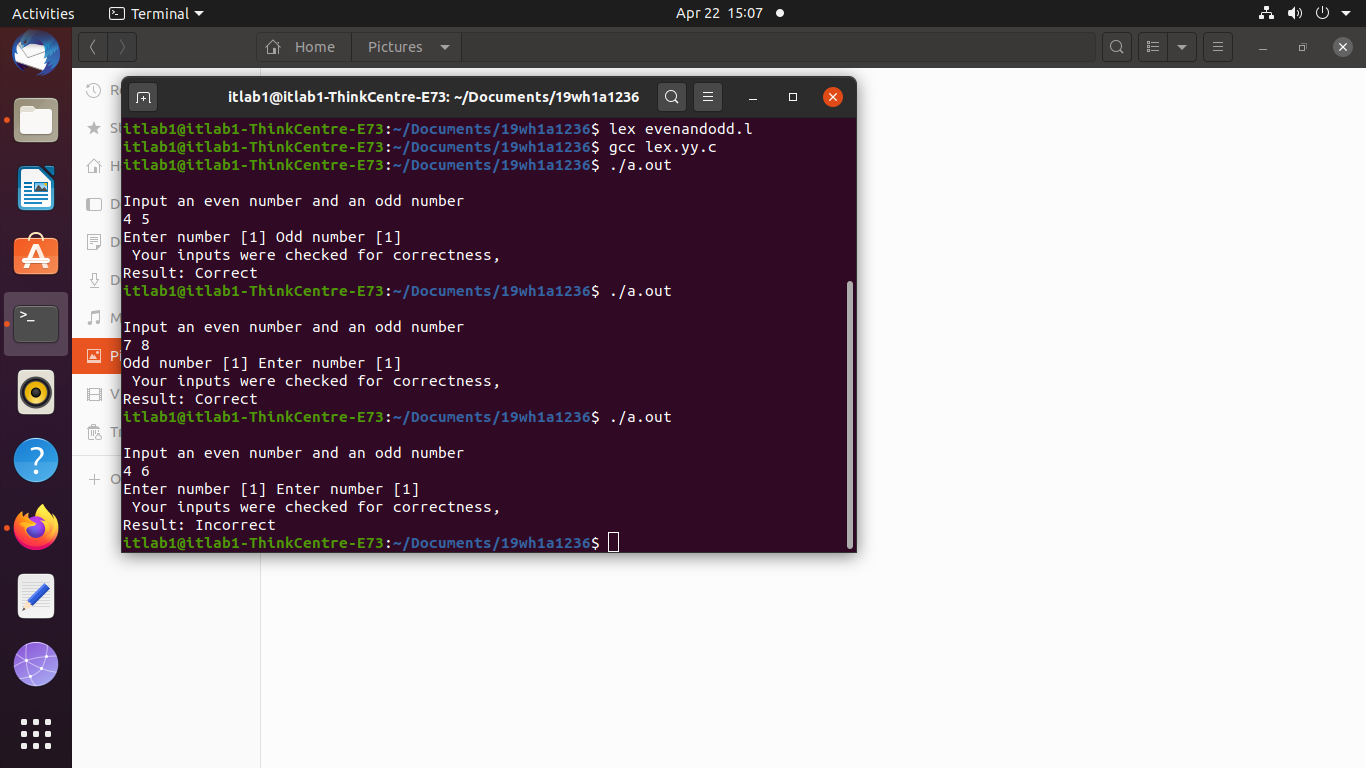 Activities
Terminal
Apr 22 15:07
Home
Pictures
itlab1@itlab1-ThinkCentre-E73: ~/Documents/19wh1a1236
itlab1@itlab1-ThinkCentre-E73:~/Documents/19wh1a1236$ lex evenandodd.l
itlab1@itlab1-ThinkCentre-E73:~/Documents/19wh1a1236$ gcc lex.yy.c
itlab1@itlab1-ThinkCentre-E73:~/Documents/19wh1a1236$ ./a.out
Input an even number and an odd number
4 5
Enter number [1] Odd number [1]
Your inputs were checked for correctness,
Result: Correct
itlab1@itlab1-ThinkCentre-E73:~/Documents/19wh1a1236$ ./a.out
Input an even number and an odd number
7 8
Odd number [1] Enter number [1]
Your inputs were checked for correctness,
Result: Correct
itlab1@itlab1-ThinkCentre-E73:~/Documents/19wh1a1236$ ./a.out
Input an even number and an odd number
4 6
Enter number [1] Enter number [1]
Your inputs were checked for correctness,
Result: Incorrect
itlab1@itlab1-ThinkCentre-E73:~/Documents/19wh1a1236$